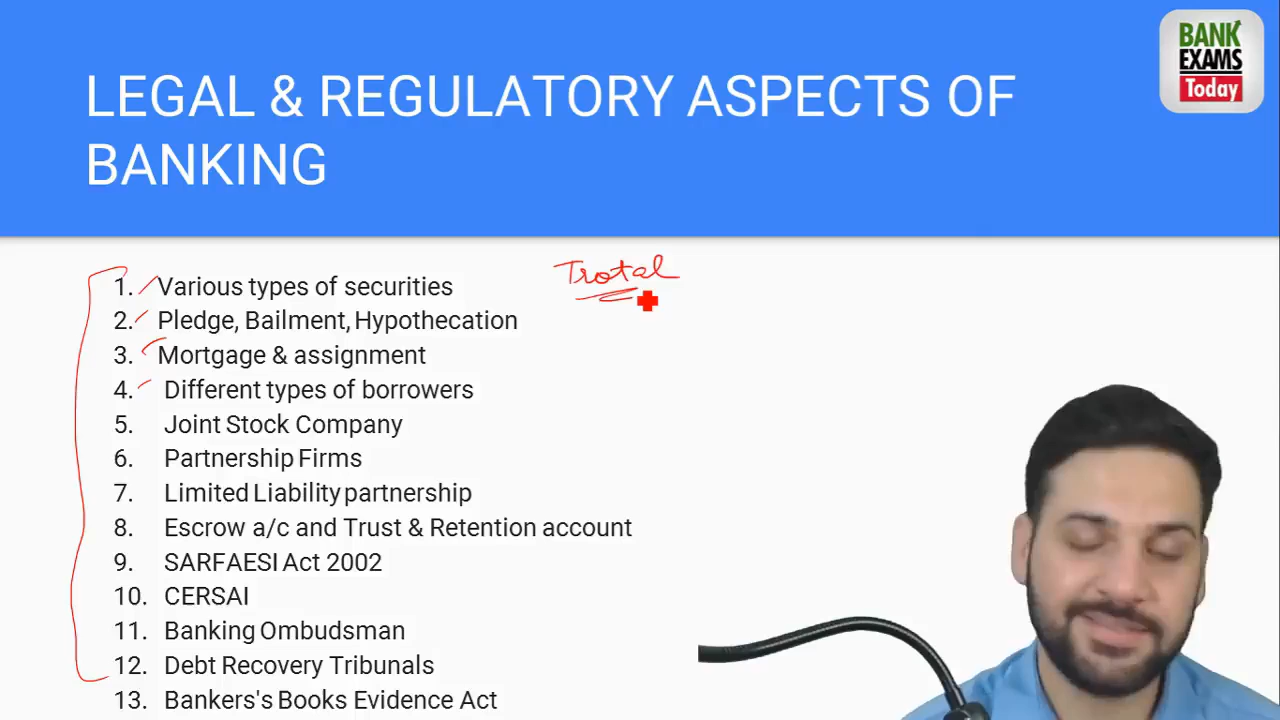 BANK
EXAMS
Today
LEGAL & REGULATORY ASPECTS OF
BANKING
Trotal
1. Various types of securities
2. Pledge, Bailment, Hypothecation
3. Mortgage & assignment
4. Different types of borrowers
5. Joint Stock Company
6. Partnership Firms
7. Limited Liability partnership
8. Escrow a/c and Trust & Retention account
9. SARFAESI Act 2002
10. CERSAI
11. Banking Ombudsman
12. Debt Recovery Tribunals
13. Bankers's Books Evidence Act